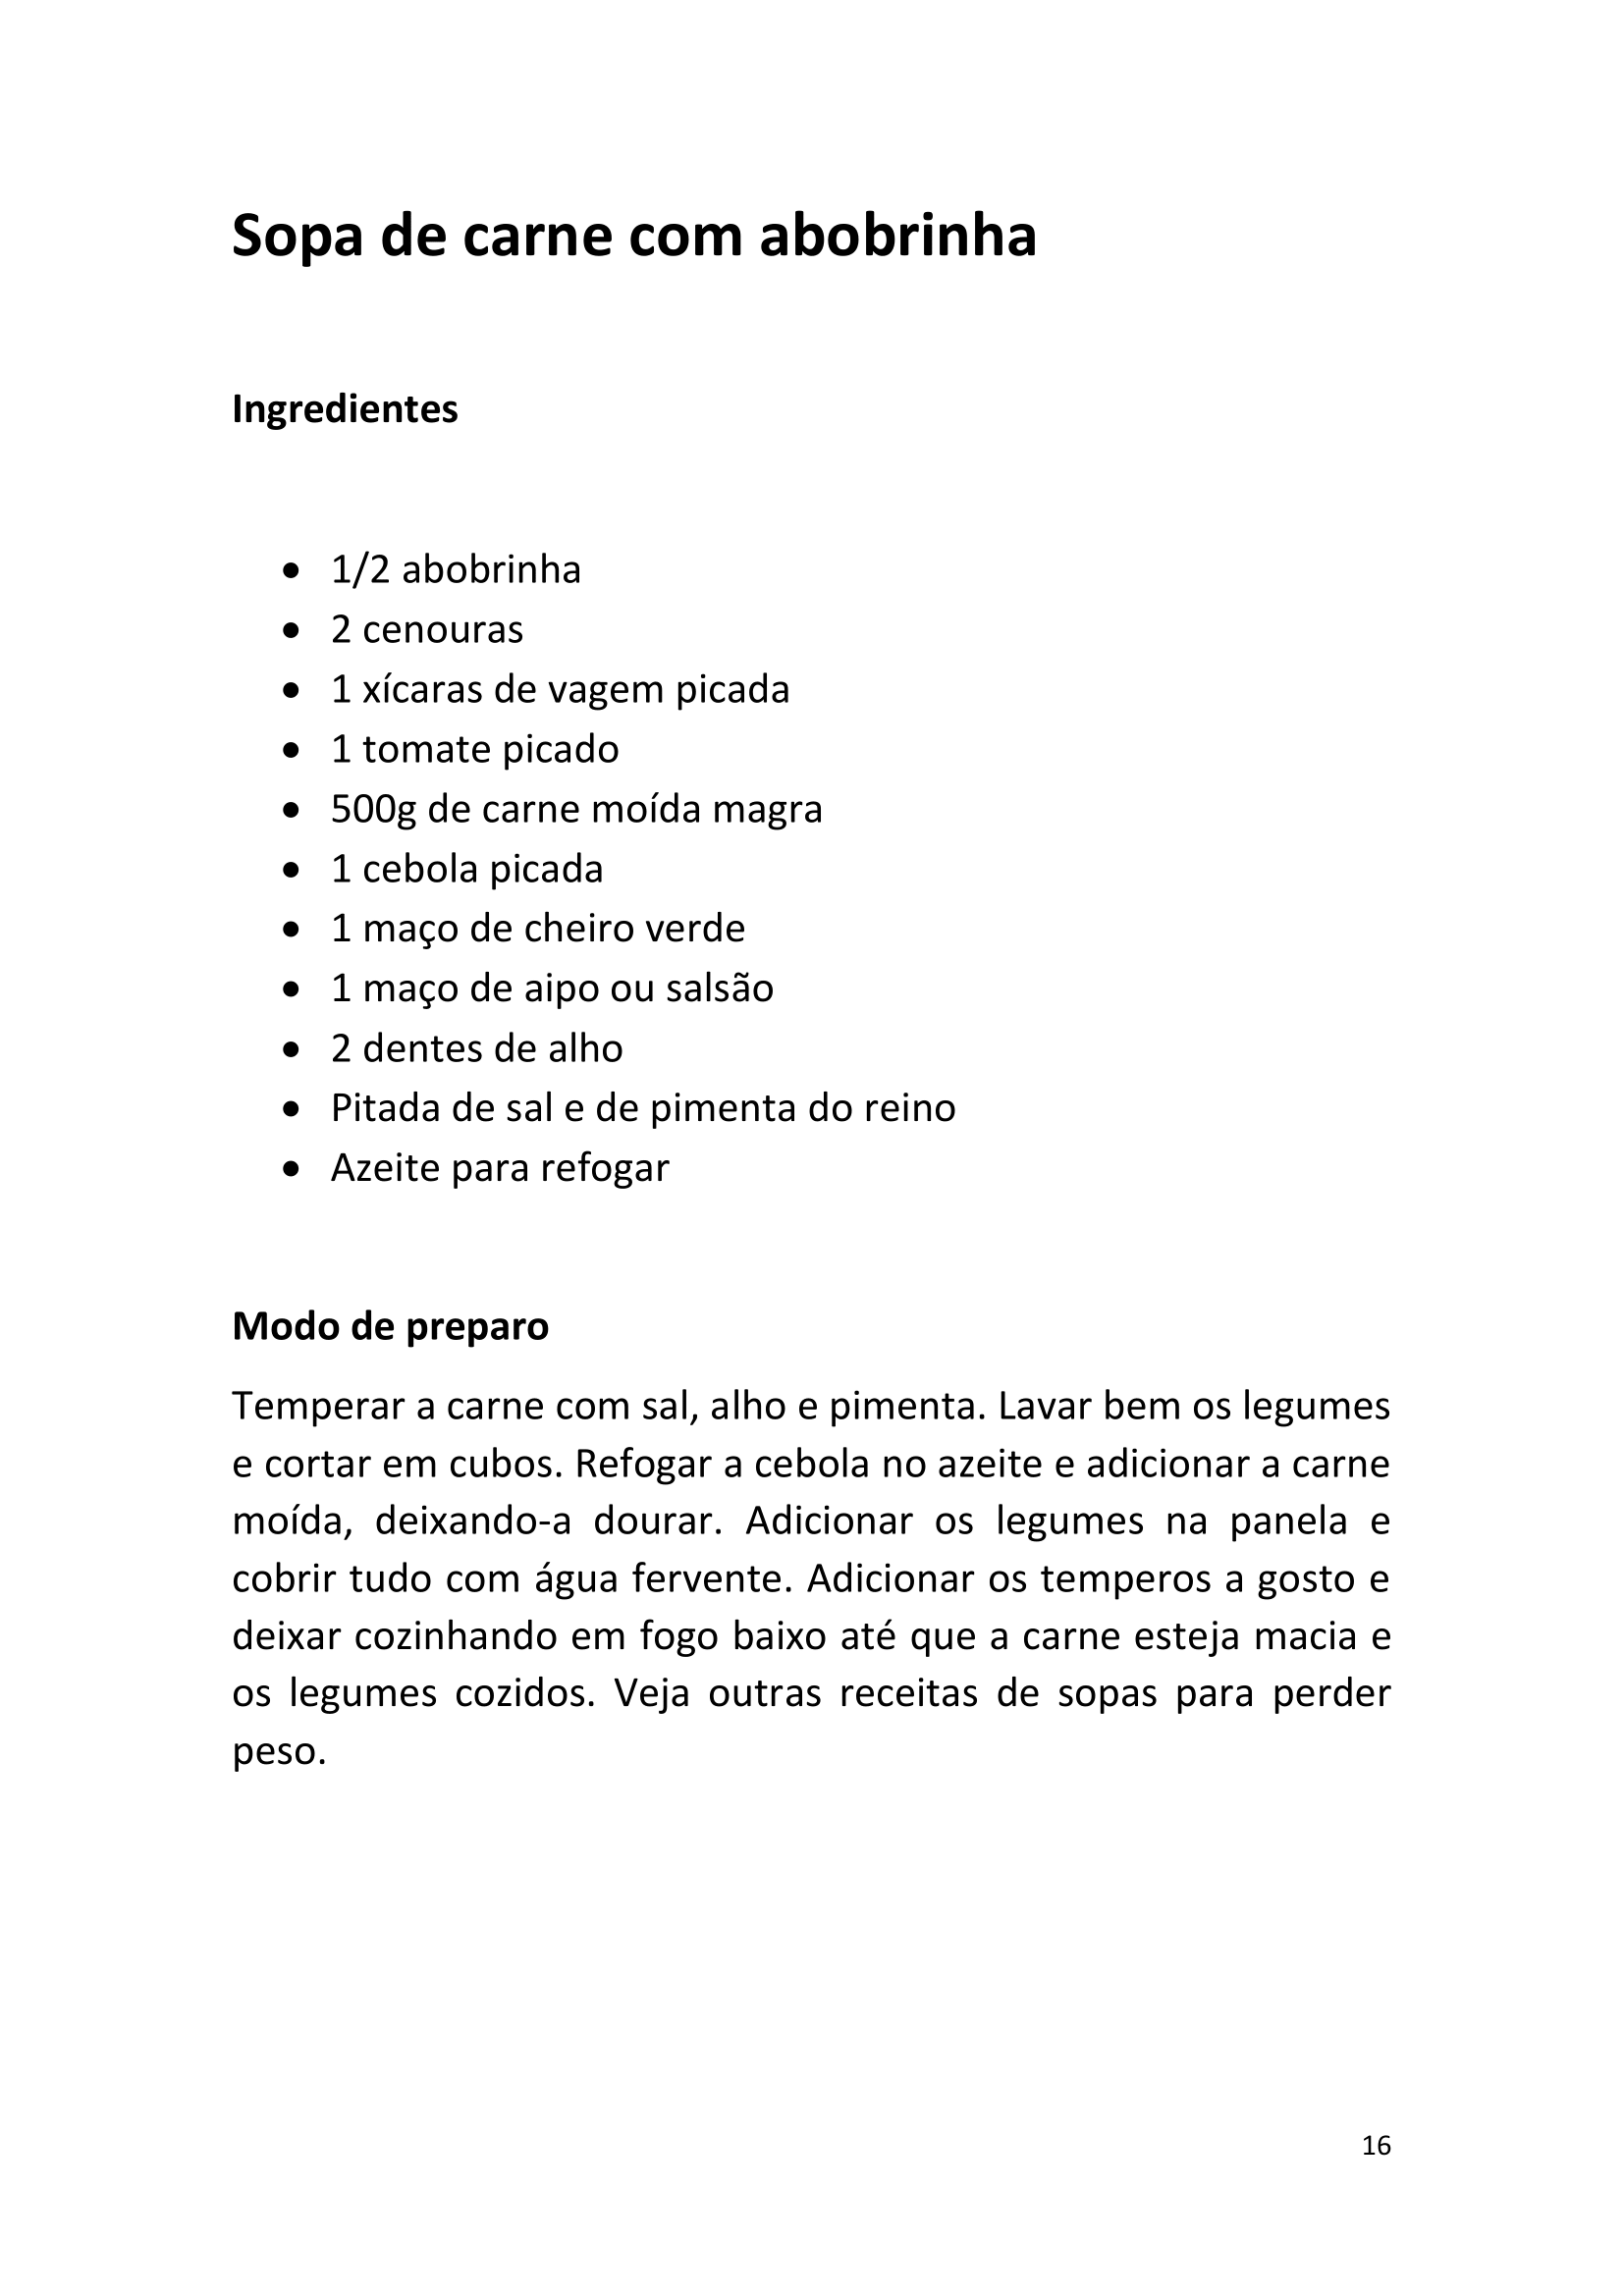 Sopa de carne com abobrinha
Ingredientes
• 1/2 abobrinha
• 2 cenouras
• 1 xícaras de vagem picada
• 1 tomate picado
• 500g de carne moída magra
• 1 cebola picada
• 1 maço de cheiro verde
• 1 maço de aipo ou salsão
• 2 dentes de alho
• Pitada de sal e de pimenta do reino
• Azeite para refogar
Modo de preparo
Temperar a carne com sal, alho e pimenta. Lavar bem os legumes
e cortar em cubos. Refogar a cebola no azeite e adicionar a carne
moída, deixando-a dourar. Adicionar os legumes na panela e
cobrir tudo com água fervente. Adicionar os temperos a gosto e
deixar cozinhando em fogo baixo até que a carne esteja macia e
os legumes cozidos. Veja outras receitas de sopas para perder
peso.
16